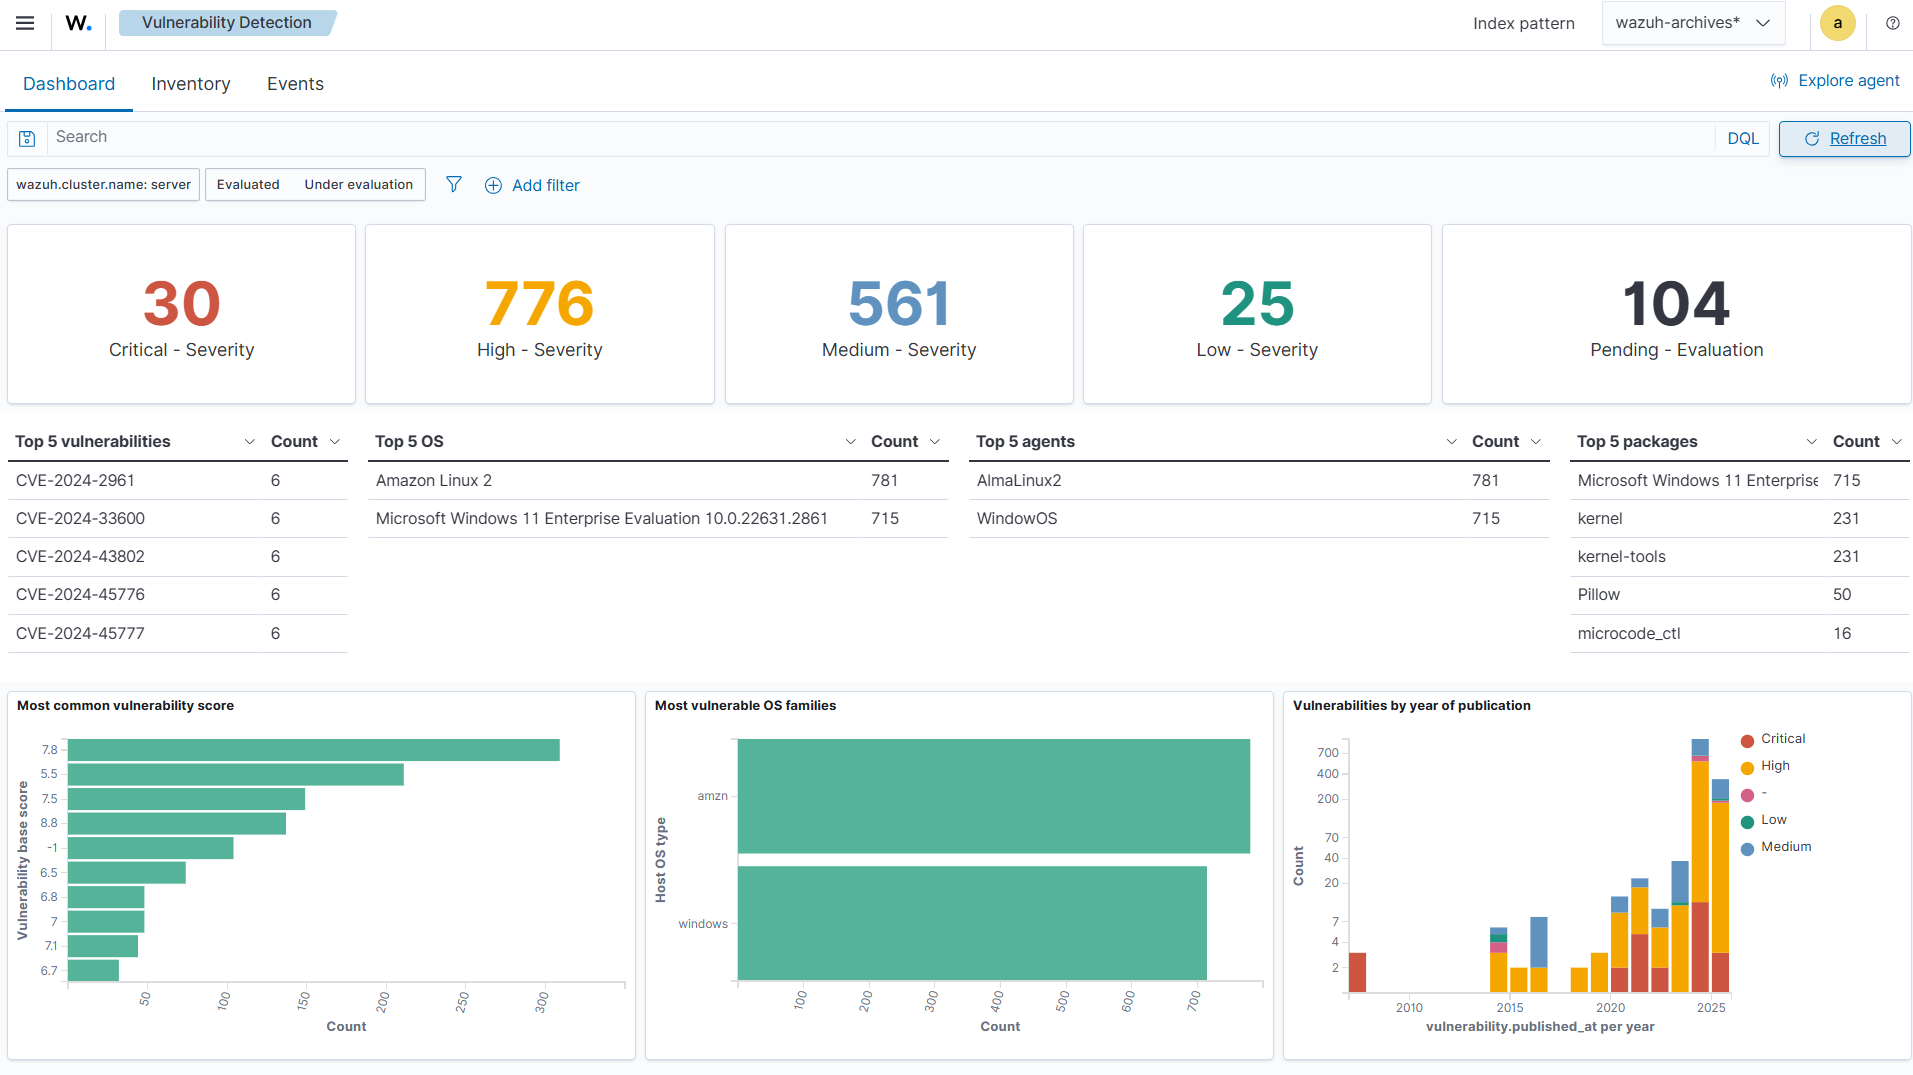 W. Vulnerability Detection Index pattern wazuh-archives* a
Dashboard Inventory Events Explore agent
Search DQL Refresh
wazuh.cluster.name: server Evaluated Under evaluation Add filter
30 776 561 25 104
Critical - Severity High - Severity Medium - Severity Low - Severity Pending - Evaluation
Top 5 vulnerabilities Count
CVE-2024-2961 6
CVE-2024-33600 6
CVE-2024-43802 6
CVE-2024-45776 6
CVE-2024-45777 6
Top 5 OS Count
Amazon Linux 2 781
Microsoft Windows 11 Enterprise Evaluation 10.0.22631.2861 715
Top 5 agents Count
AlmaLinux2 781
WindowOS 715
Top 5 packages Count
Microsoft Windows 11 Enterprise 715
kernel 231
kernel-tools 231
Pillow 50
microcode_ctl 16
Most common vulnerability score
Vulnerability base score
7.8
5.5
7.5
8.8
-1
6.5
6.8
7
7.1
6.7
50 100 150 200 250 300
Count
Most vulnerable OS families
Host OS type
amzn
windows
100 200 300 400 500 600 700
Count
Vulnerabilities by year of publication
Count
700
400
200
70
40
20
7
4
2
2010 2015 2020 2025
vulnerability.published_at per year
Critical
High
-
Low
Medium